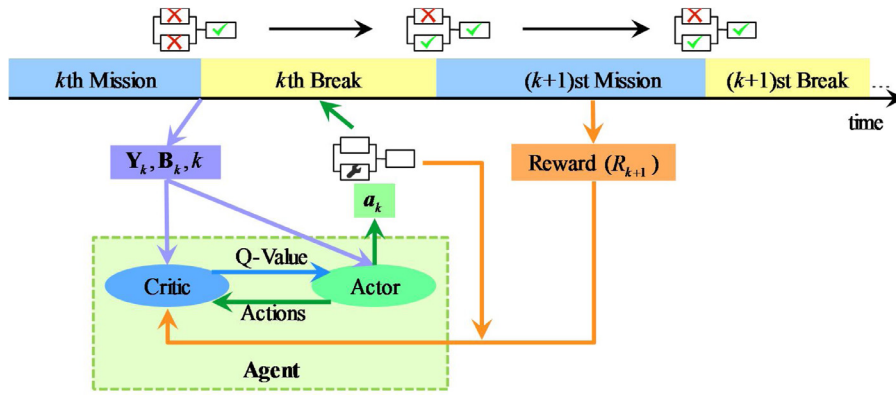 kth Mission
kth Break
(k+1)st Mission
(k+1)st Break
time
Y_k, B_k, k
Reward (R_{k+1})
a_k
Q-Value
Critic
Actor
Actions
Agent